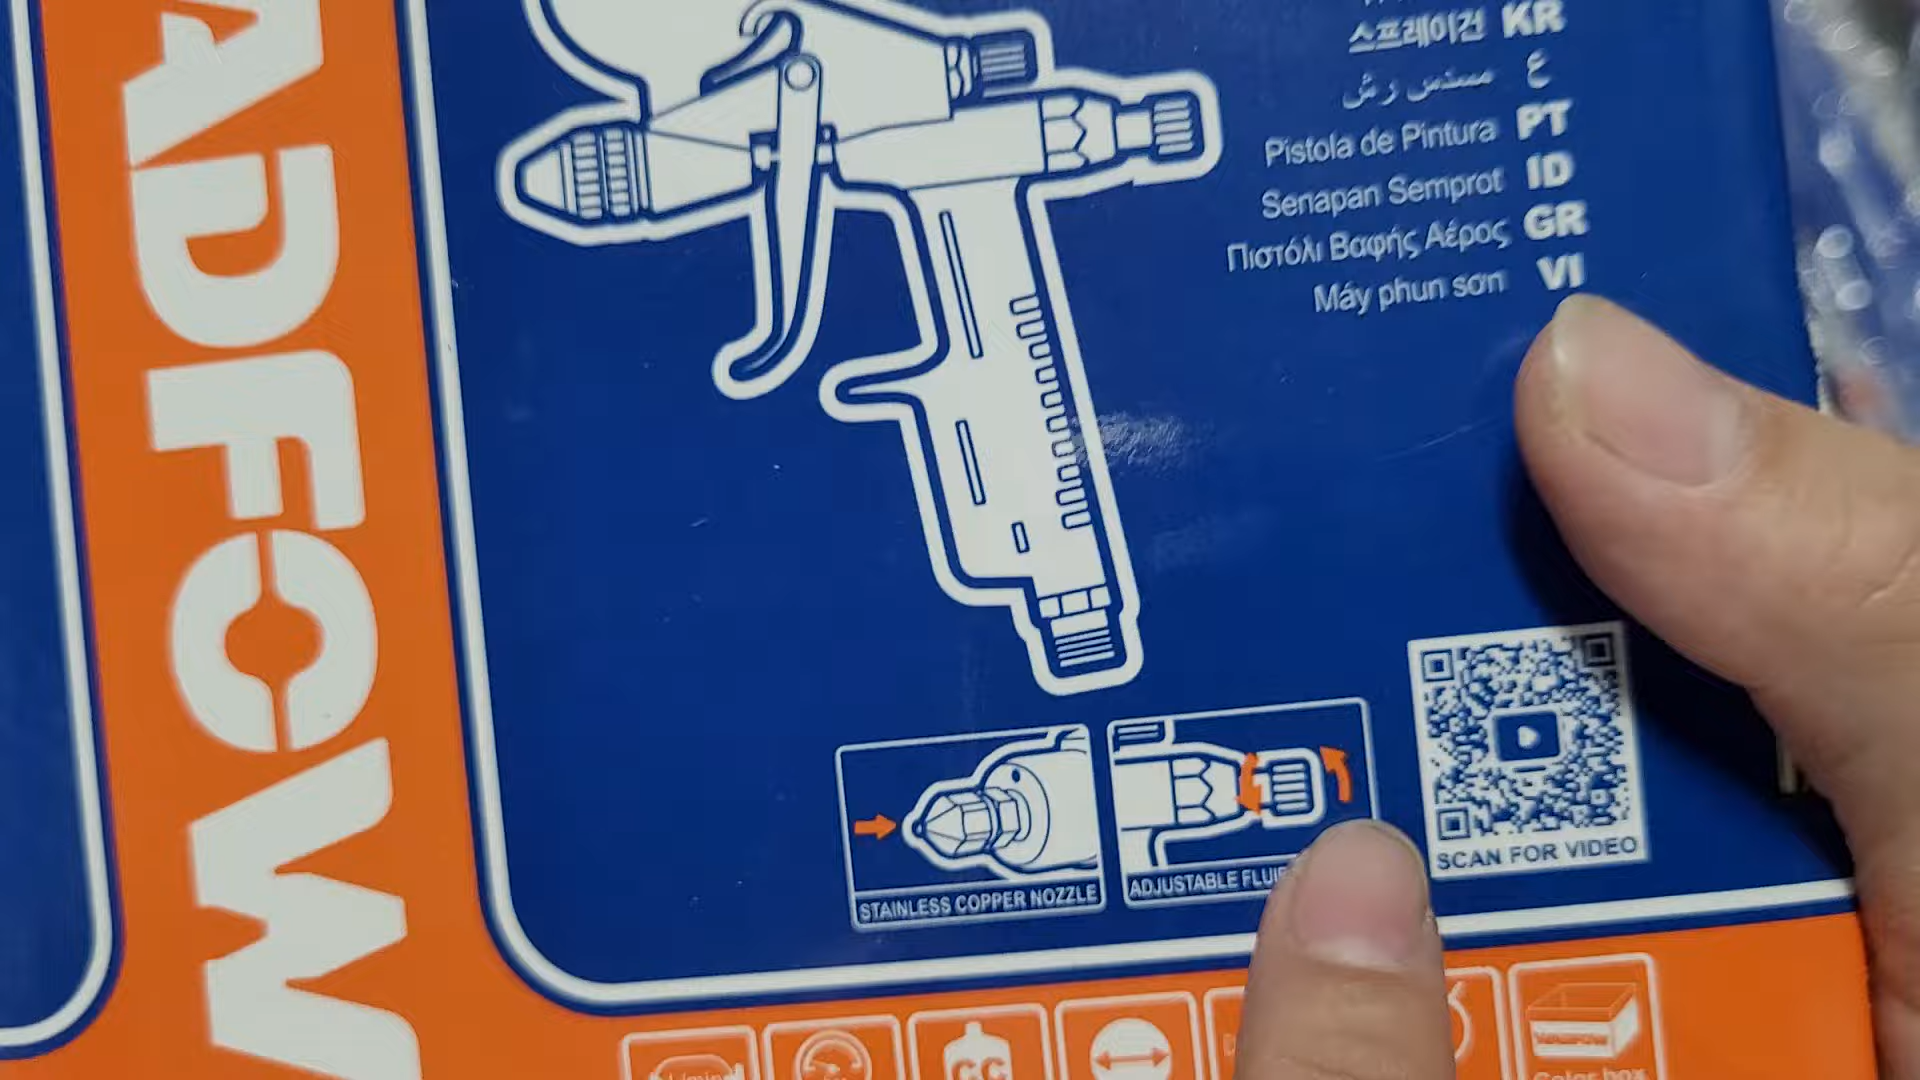 ADFOW
스프레이건 KR
مسدس رش ع
Pistola de Pintura PT
Senapan Semprot ID
Πιστόλι Βαφής Αέρος GR
Máy phun sơn VI
STAINLESS COPPER NOZZLE
ADJUSTABLE
SCAN FOR VIDEO
CC
Color box